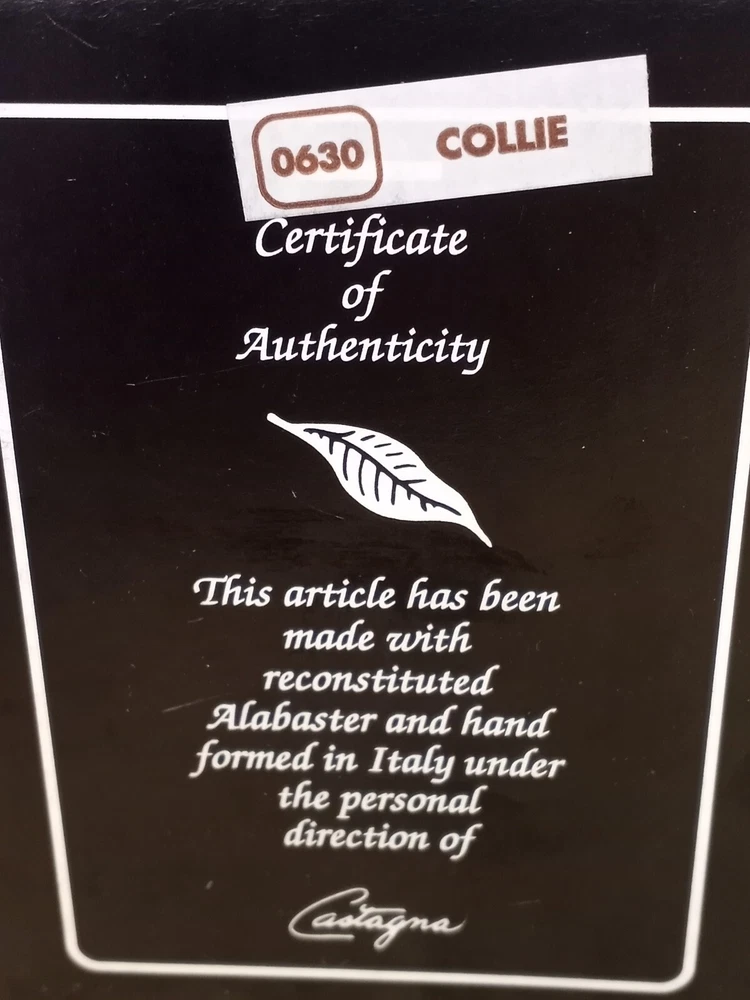 0630 COLLIE
Certificate
of
Authenticity
This article has been
made with
reconstituted
Alabaster and hand
formed in Italy under
the personal
direction of
Castagna